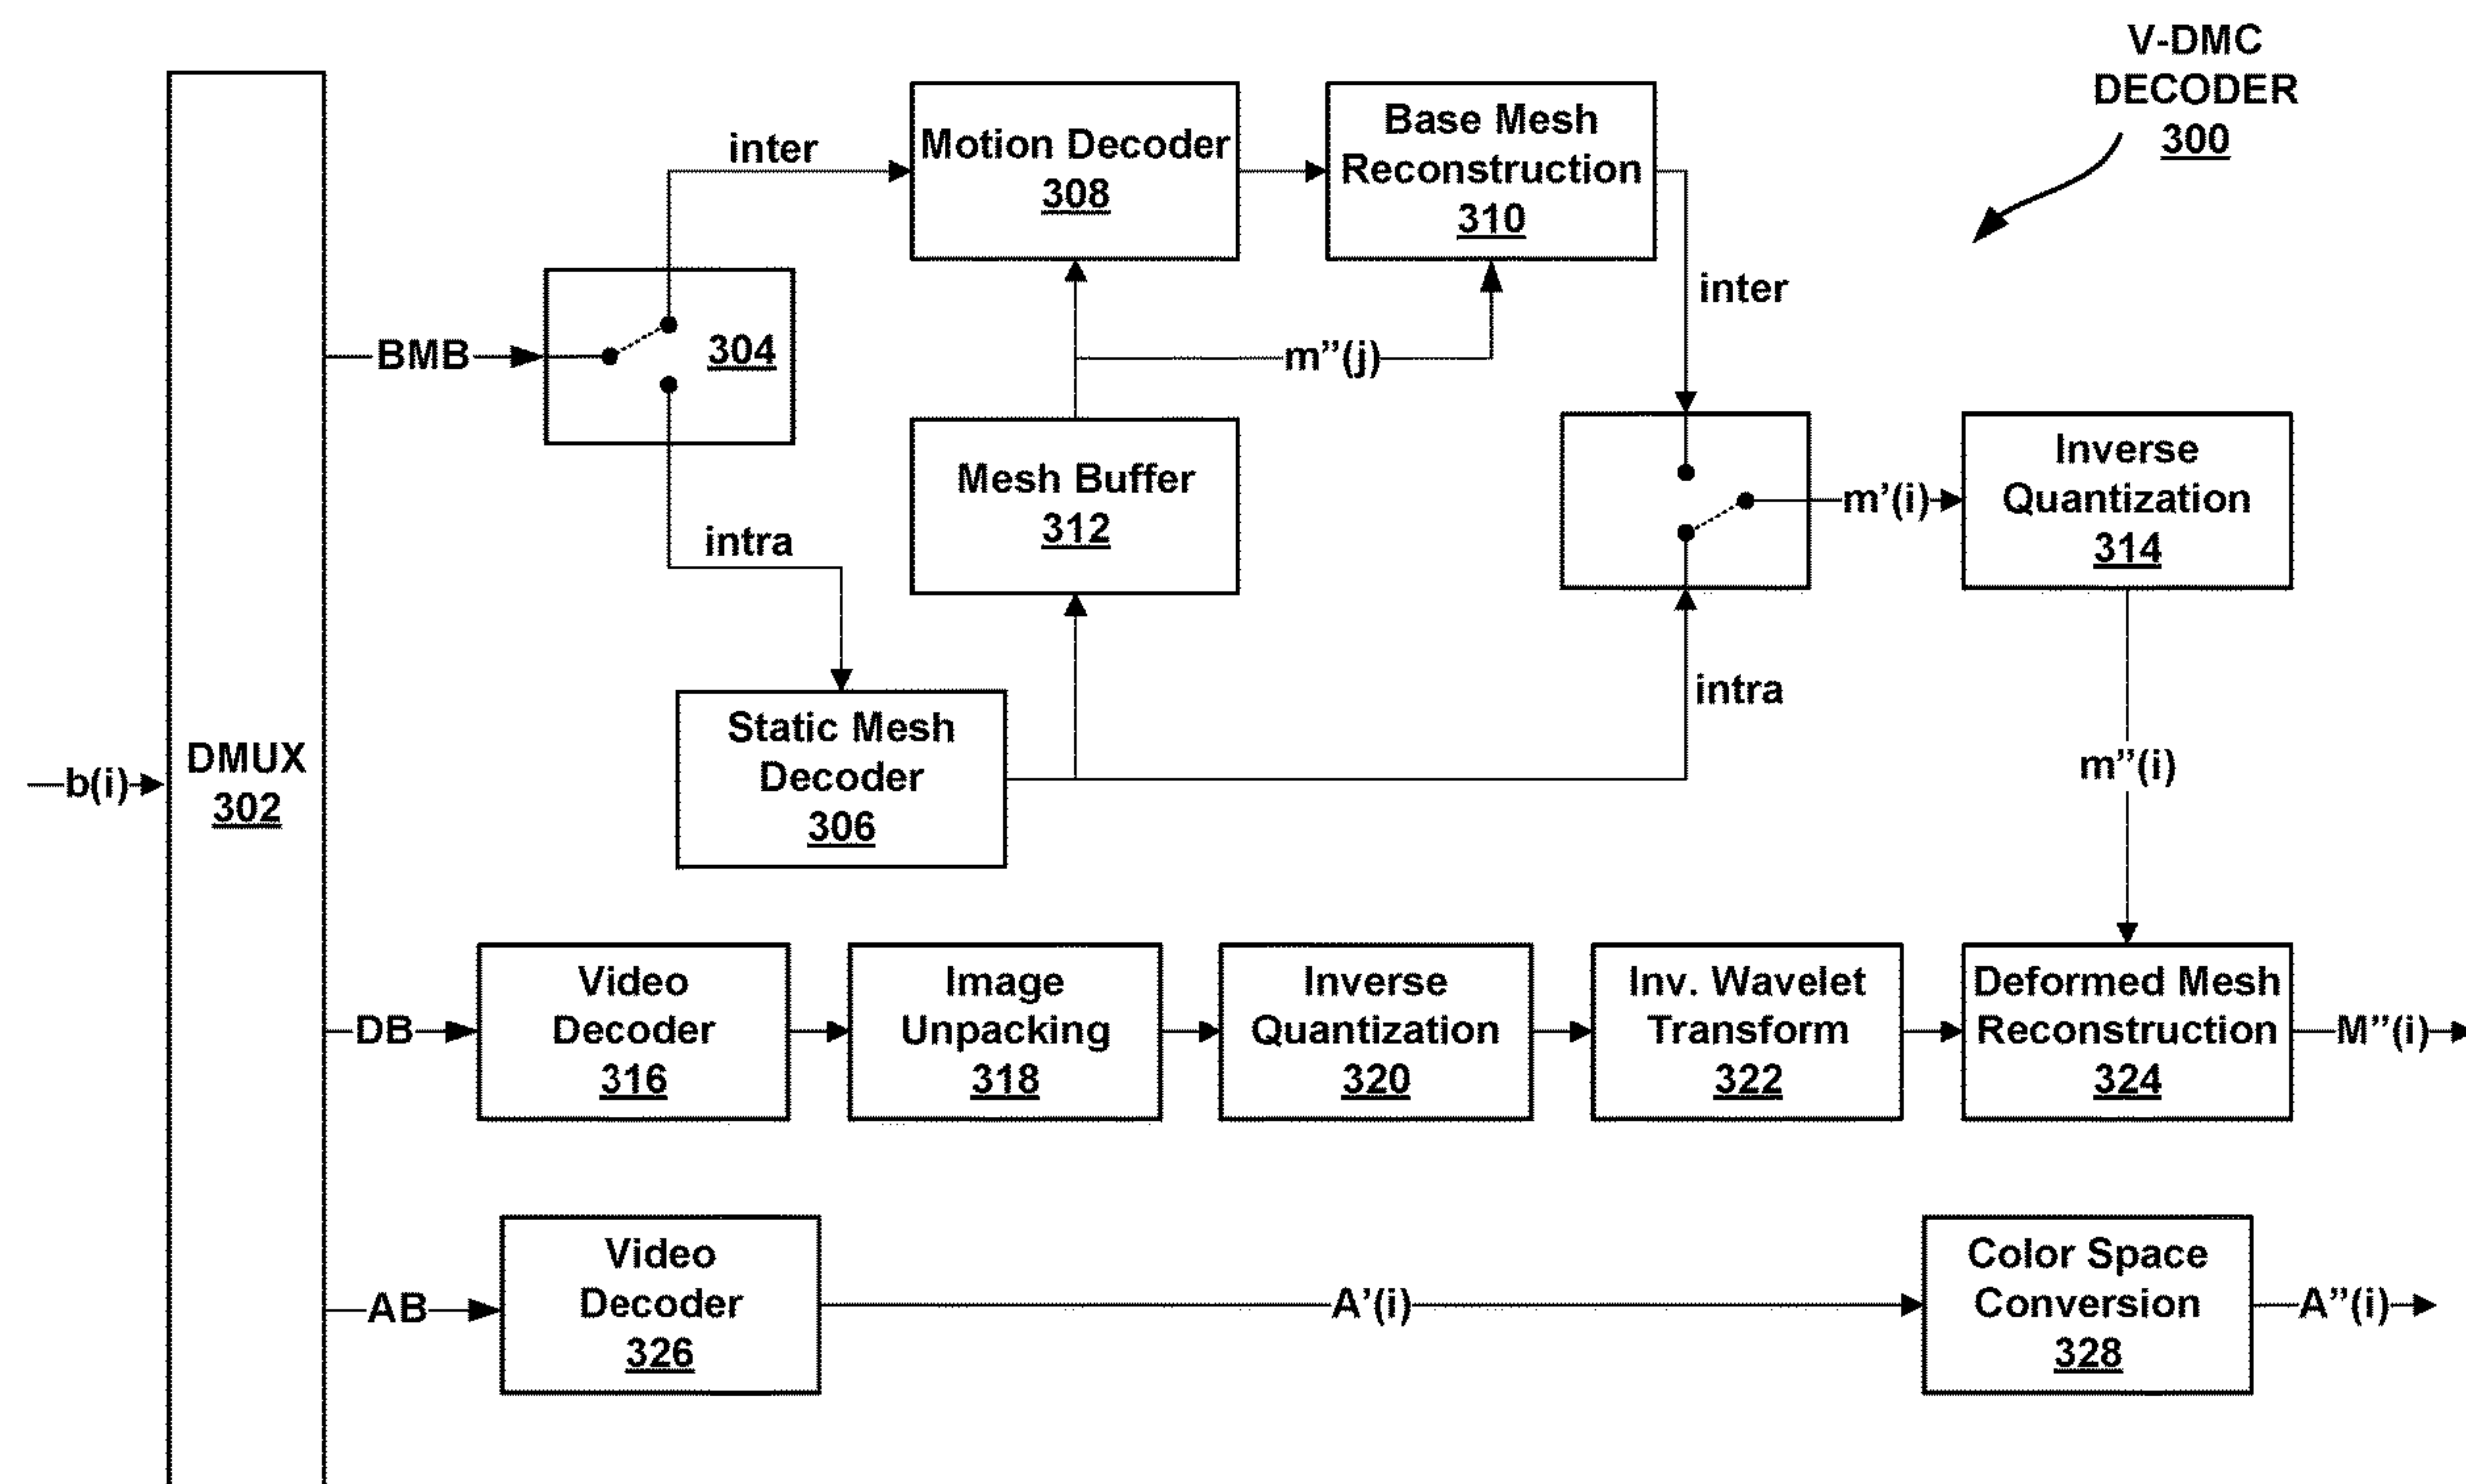 V-DMC
DECODER
300
Motion Decoder
308
Base Mesh
Reconstruction
310
inter
inter
BMB
304
m”(j)
Mesh Buffer
312
m’(i)
Inverse
Quantization
314
intra
intra
Static Mesh
Decoder
306
b(i)
DMUX
302
m”(i)
DB
Video
Decoder
316
Image
Unpacking
318
Inverse
Quantization
320
Inv. Wavelet
Transform
322
Deformed Mesh
Reconstruction
324
M”(i)
AB
Video
Decoder
326
A’(i)
Color Space
Conversion
328
A”(i)